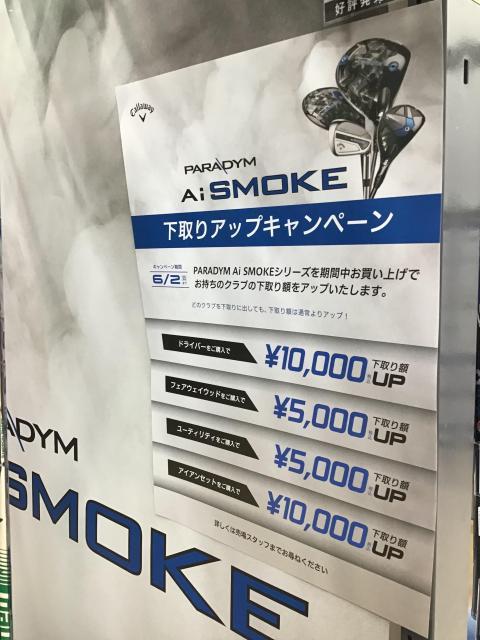 好評発
Callaway
PARADYM
Ai SMOKE
下取りアップキャンペーン
キャンペーン期間
6/2
PARADYM Ai SMOKEシリーズを期間中お買い上げで
お持ちのクラブの下取り額をアップいたします。
どのクラブを下取りに出しても、下取り額は通常よりアップ！
ドライバーをご購入で
¥10,000 下取り額
UP
フェアウェイウッドをご購入で
¥5,000 下取り額
UP
ユーティリティをご購入で
¥5,000 下取り額
UP
アイアンセットをご購入で
¥10,000 下取り額
UP
詳しくは売場スタッフまでお尋ねください
ADYM
SMOKE